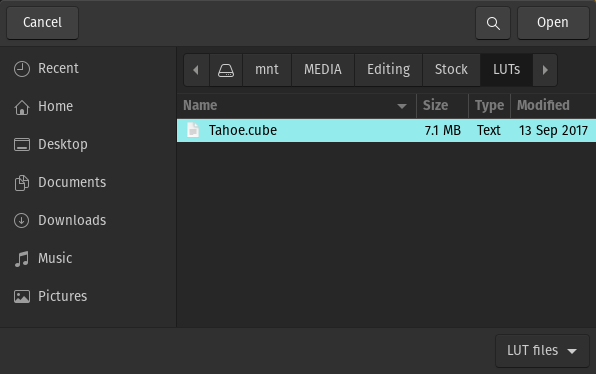 Cancel
Open
Recent
Home
Desktop
Documents
Downloads
Music
Pictures
mnt MEDIA Editing Stock LUTs
Name Size Type Modified
Tahoe.cube 7.1 MB Text 13 Sep 2017
LUT files